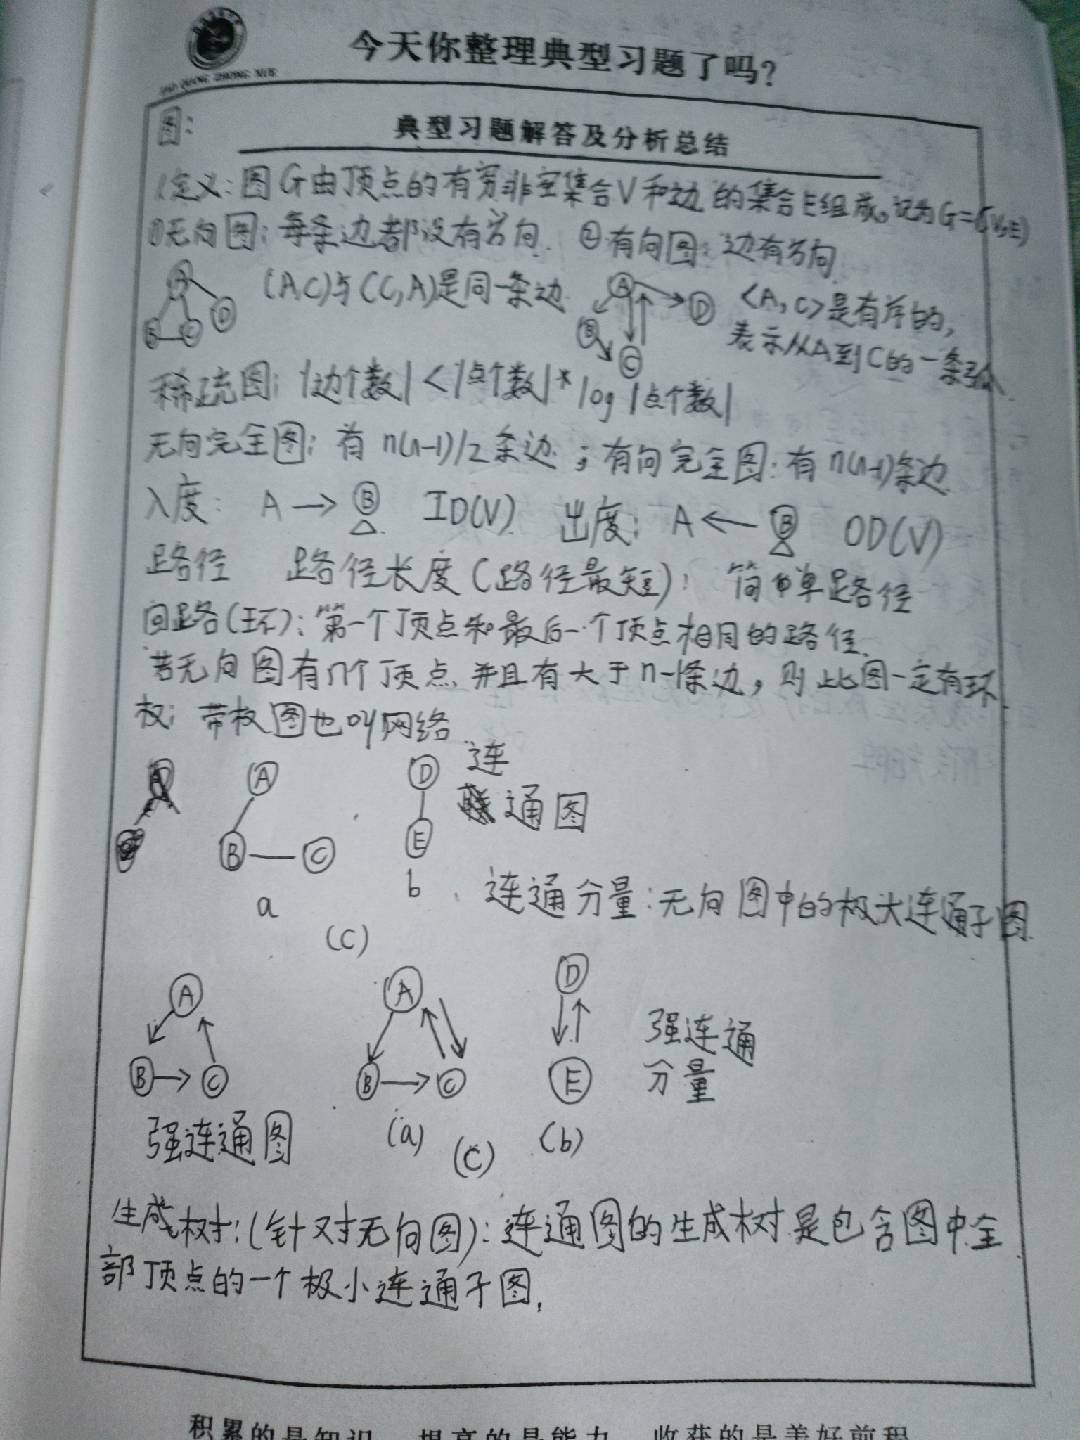 今天你整理典型习题了吗?
图:
典型习题解答及分析总结
1定义:图G由顶点的有穷非空集合V和边的集合E组成。记为G=(V,E)
①无向图:每条边都没有方向. ②有向图:边有方向
A B C D (A,C)与(C,A)是同一条边 A B C D <A,C>是有序的,
表示从A到C的一条
稀疏图:|边个数|<|点个数|*log|点个数|
无向完全图:有n(n-1)/2条边;有向完全图:有n(n-1)条边
入度: A→B ID(V) 出度: A←B OD(V)
路径 路径长度(路径最短): 简单路径
回路(环):第一个顶点和最后一个顶点相同的路径.
若无向图有n个顶点,并且有大于n-1条边,则此图一定有环
权:带权图也叫网络
A D 连
B C E 通图
a b 连通分量:无向图中的极大连通子图
(C)
A A D 强连通
B C B C E 分量
强连通图 (a) (C) (b)
生成树:(针对无向图):连通图的生成树是包含图中全
部顶点的一个极小连通子图,
积累的是知识 提高的是能力 收获的是美好前程